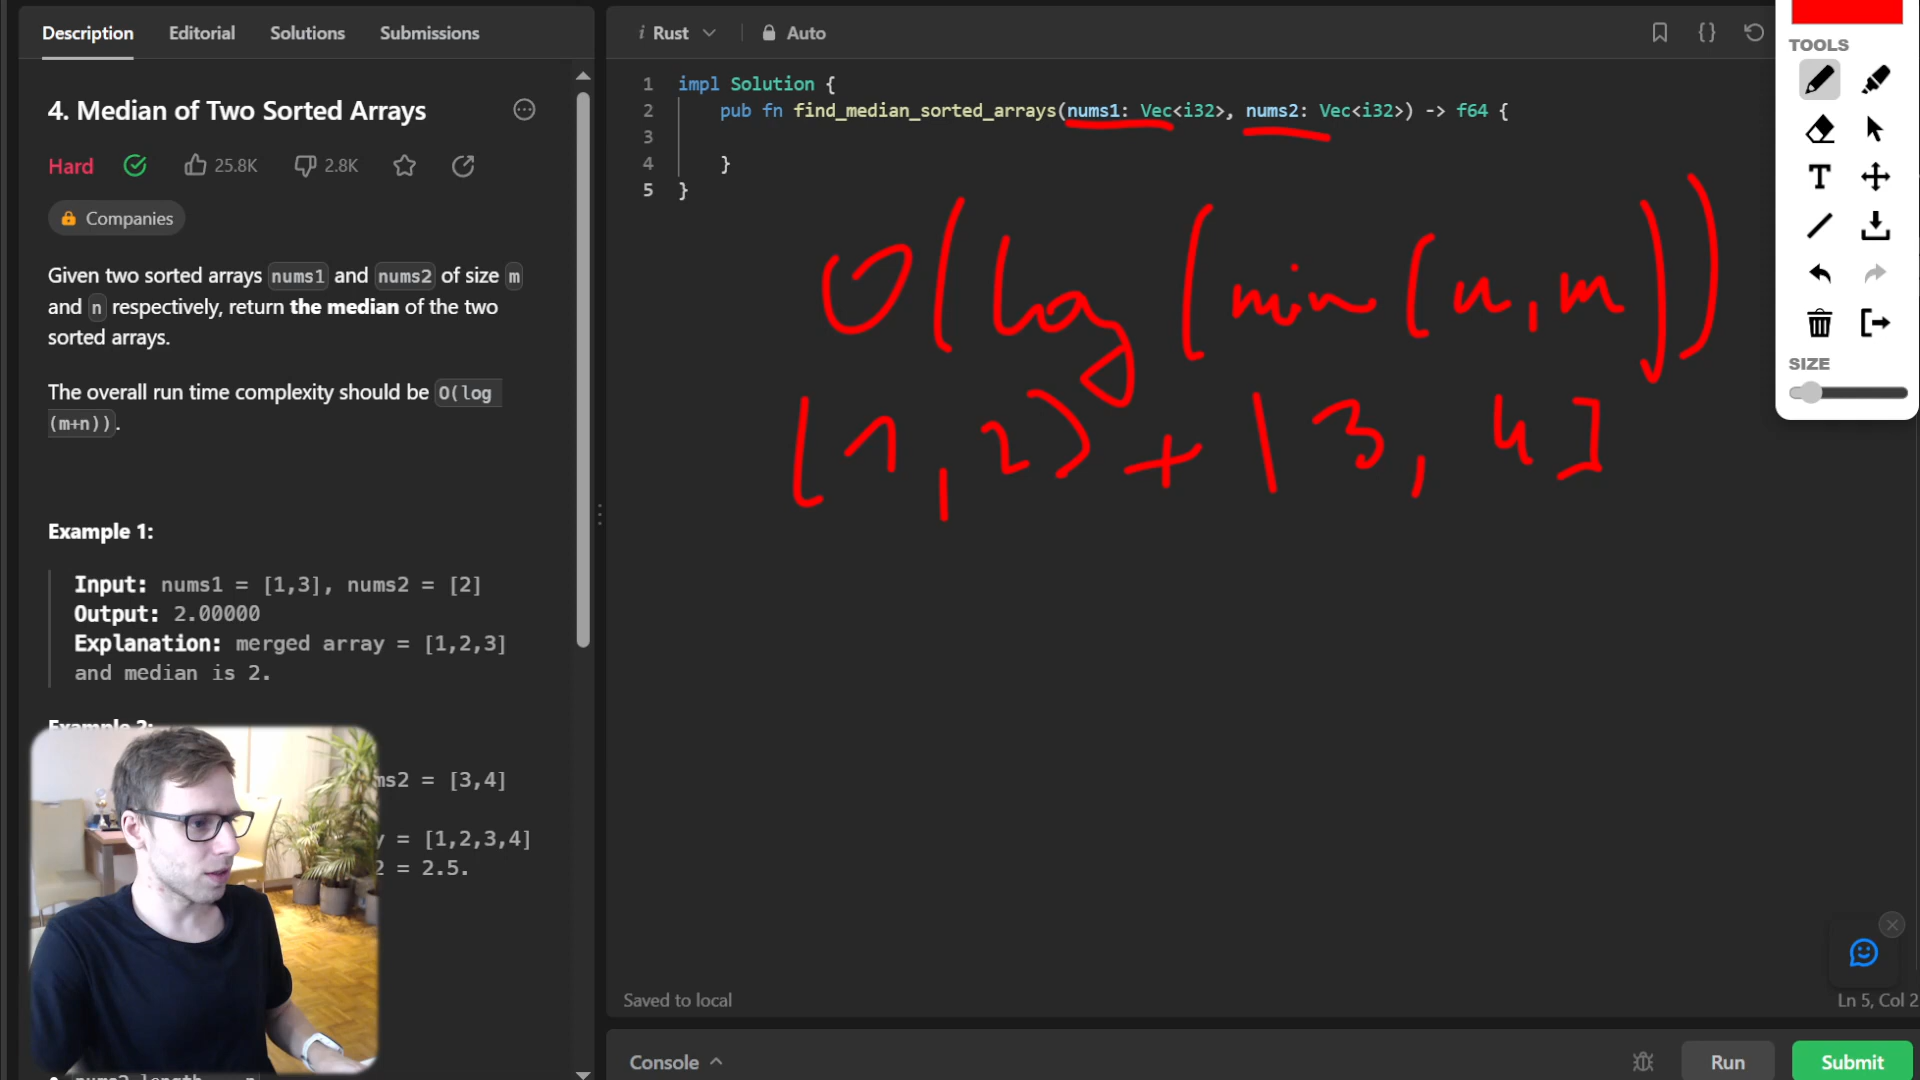 Description Editorial Solutions Submissions
4. Median of Two Sorted Arrays
Hard 25.8K 2.8K
Companies
Given two sorted arrays nums1 and nums2 of size m
and n respectively, return the median of the two
sorted arrays.
The overall run time complexity should be O(log
(m+n)).
Example 1:
Input: nums1 = [1,3], nums2 = [2]
Output: 2.00000
Explanation: merged array = [1,2,3]
and median is 2.
Example 2:
= [3,4]
= [1,2,3,4]
2 = 2.5.
i Rust Auto
1 impl Solution {
2 pub fn find_median_sorted_arrays(nums1: Vec<i32>, nums2: Vec<i32>) -> f64 {
3
4 }
5 }
O(log(min(n,m))
[1,2)+|3,4]
Saved to local
Ln 5, Col 2
Console Run Submit
TOOLS
T
SIZE